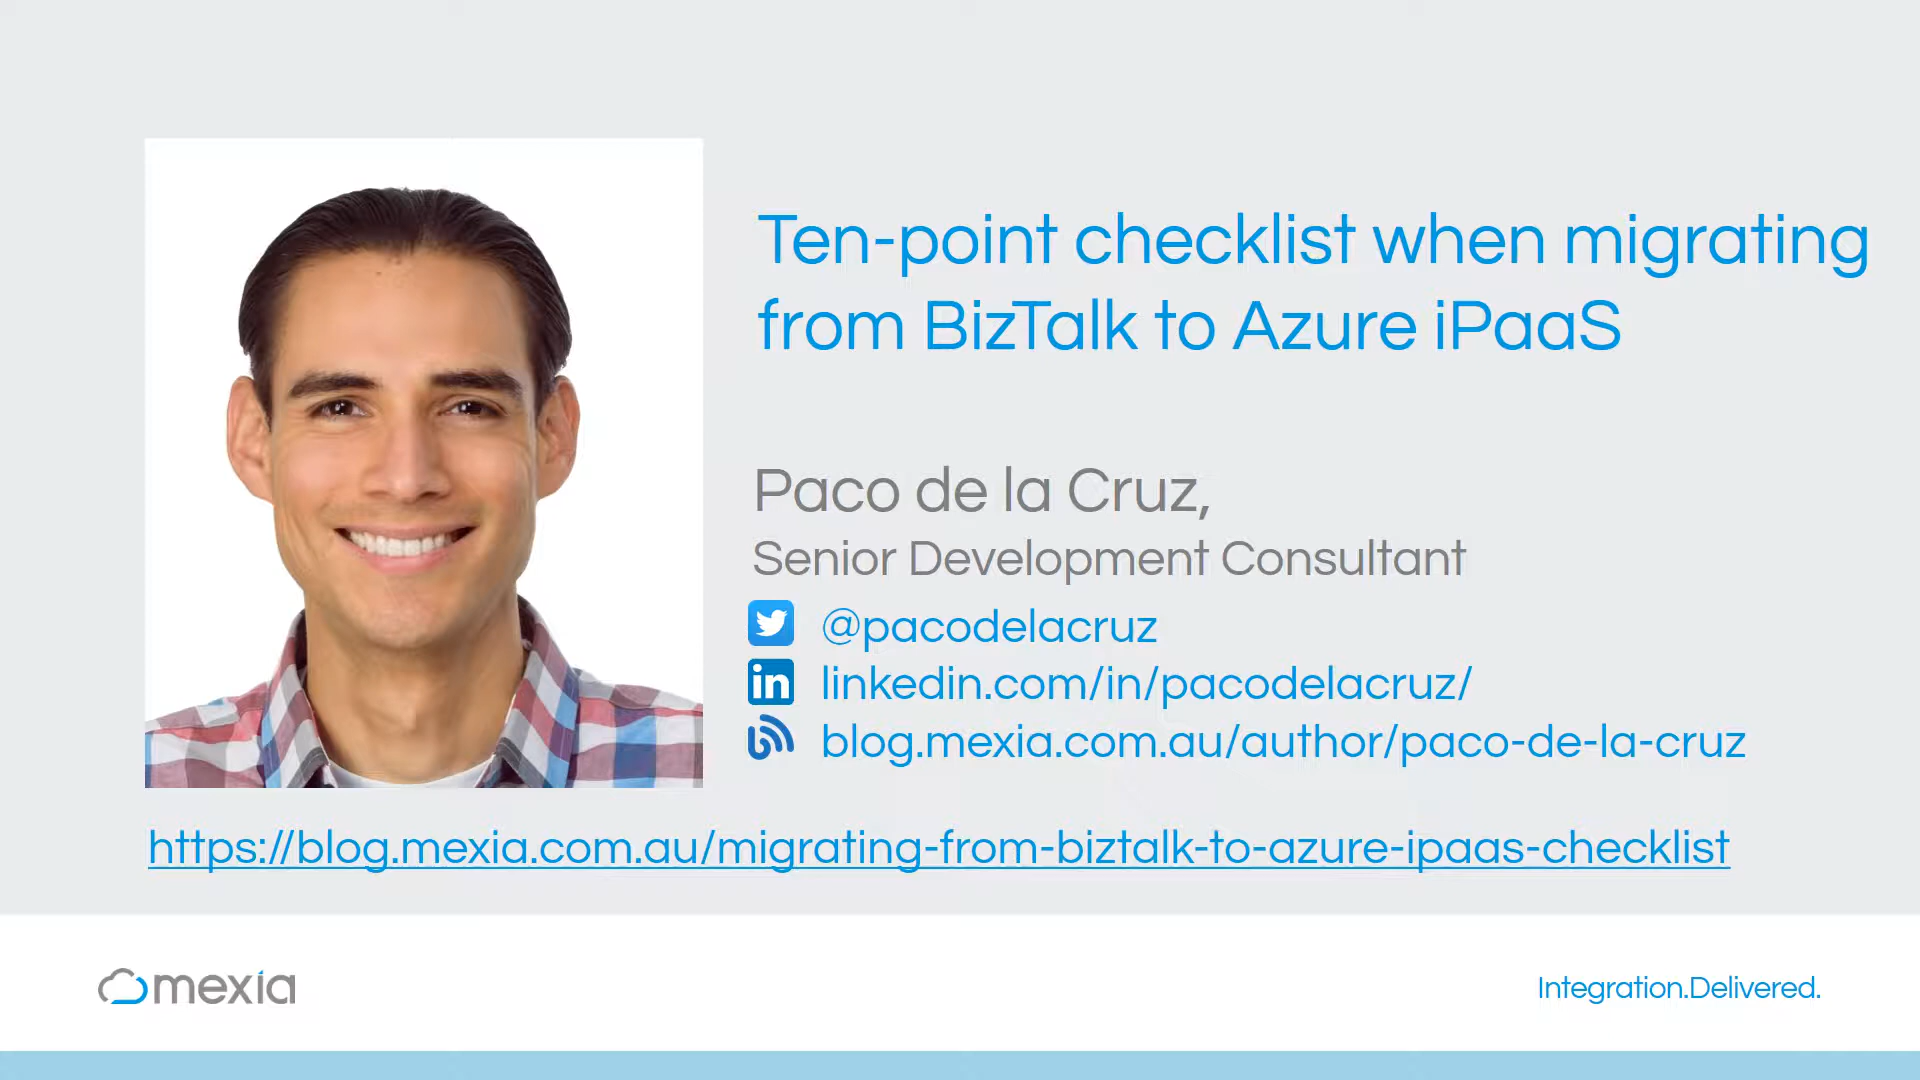 Ten-point checklist when migrating
from BizTalk to Azure iPaaS
Paco de la Cruz,
Senior Development Consultant
@pacodelacruz
in linkedin.com/in/pacodelacruz/
blog.mexia.com.au/author/paco-de-la-cruz
https://blog.mexia.com.au/migrating-from-biztalk-to-azure-ipaas-checklist
mexia
Integration.Delivered.